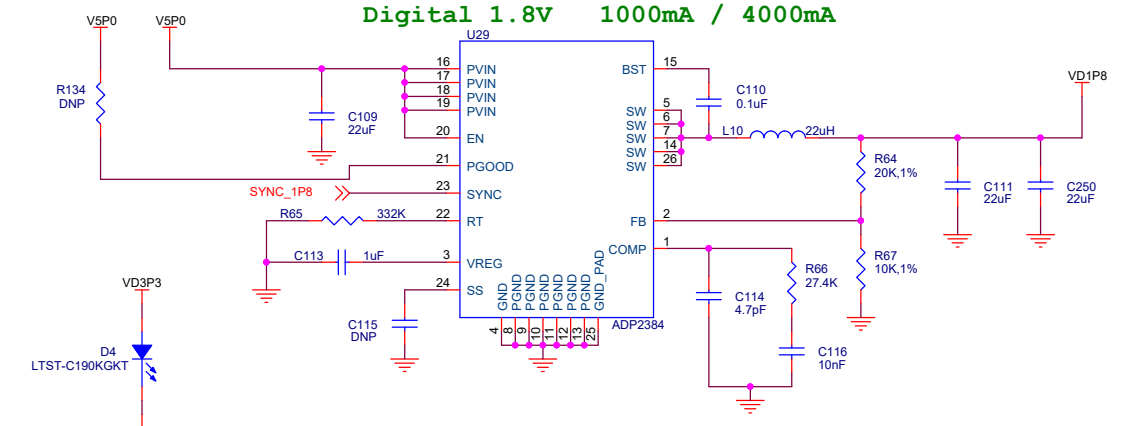 Digital 1.8V 1000mA / 4000mA
V5P0
V5P0
U29
R134
DNP
C109
22uF
16 PVIN
17 PVIN
18 PVIN
19 PVIN
20 EN
21 PGOOD
SYNC_1P8
23 SYNC
R65
332K
22 RT
C113
1uF
3 VREG
24 SS
C115
DNP
BST 15
SW 5
SW 6
SW 7
SW 14
SW 26
FB 2
COMP 1
GND
PGND
PGND
PGND
PGND
PGND
PGND
GND_PAD
4
8
9
10
11
12
13
25
ADP2384
C110
0.1uF
L10
22uH
VD1P8
R64
20K,1%
C111
22uF
C250
22uF
R67
10K,1%
R66
27.4K
C114
4.7pF
C116
10nF
VD3P3
D4
LTST-C190KGKT